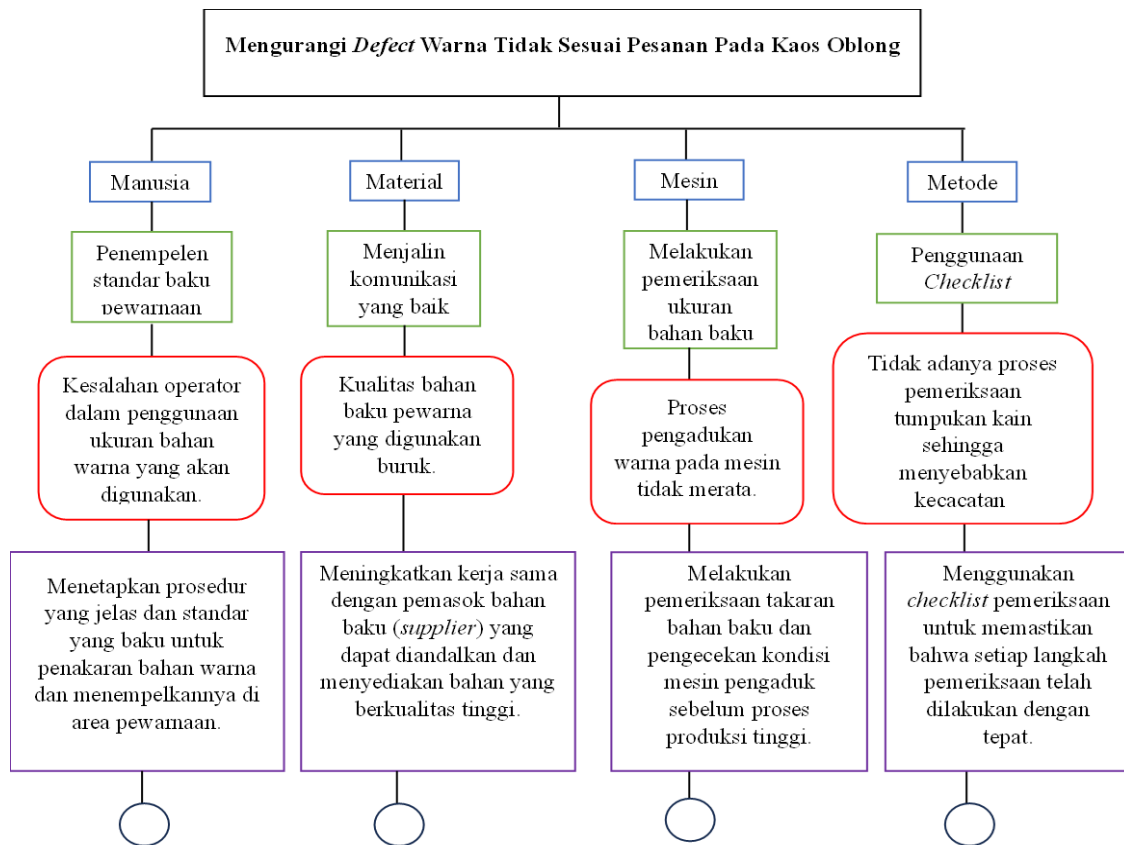 Mengurangi Defect Warna Tidak Sesuai Pesanan Pada Kaos Oblong
Manusia
Material
Mesin
Metode
Penempelen
standar baku
pewarnaan
Menjalin
komunikasi
yang baik
Melakukan
pemeriksaan
ukuran
bahan baku
Penggunaan
Checklist
Kesalahan operator
dalam penggunaan
ukuran bahan
warna yang akan
digunakan.
Kualitas bahan
baku pewarna
yang digunakan
buruk.
Proses
pengadukan
warna pada mesin
tidak merata.
Tidak adanya proses
pemeriksaan
tumpukan kain
sehingga
menyebabkan
kecacatan
Menetapkan prosedur
yang jelas dan standar
yang baku untuk
penakaran bahan warna
dan menempelkannya di
area pewarnaan.
Meningkatkan kerja sama
dengan pemasok bahan
baku (supplier) yang
dapat diandalkan dan
menyediakan bahan yang
berkualitas tinggi.
Melakukan
pemeriksaan takaran
bahan baku dan
pengecekan kondisi
mesin pengaduk
sebelum proses
produksi tinggi.
Menggunakan
checklist pemeriksaan
untuk memastikan
bahwa setiap langkah
pemeriksaan telah
dilakukan dengan
tepat.